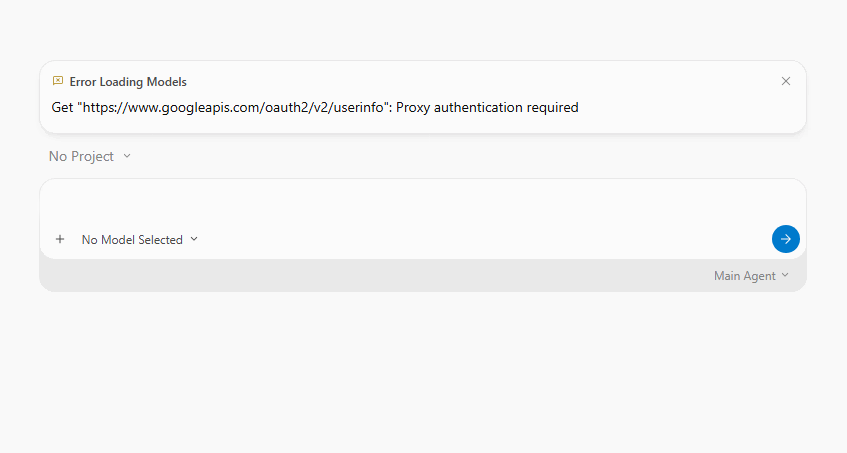 Error Loading Models
Get "https://www.googleapis.com/oauth2/v2/userinfo": Proxy authentication required
No Project
No Model Selected
Main Agent